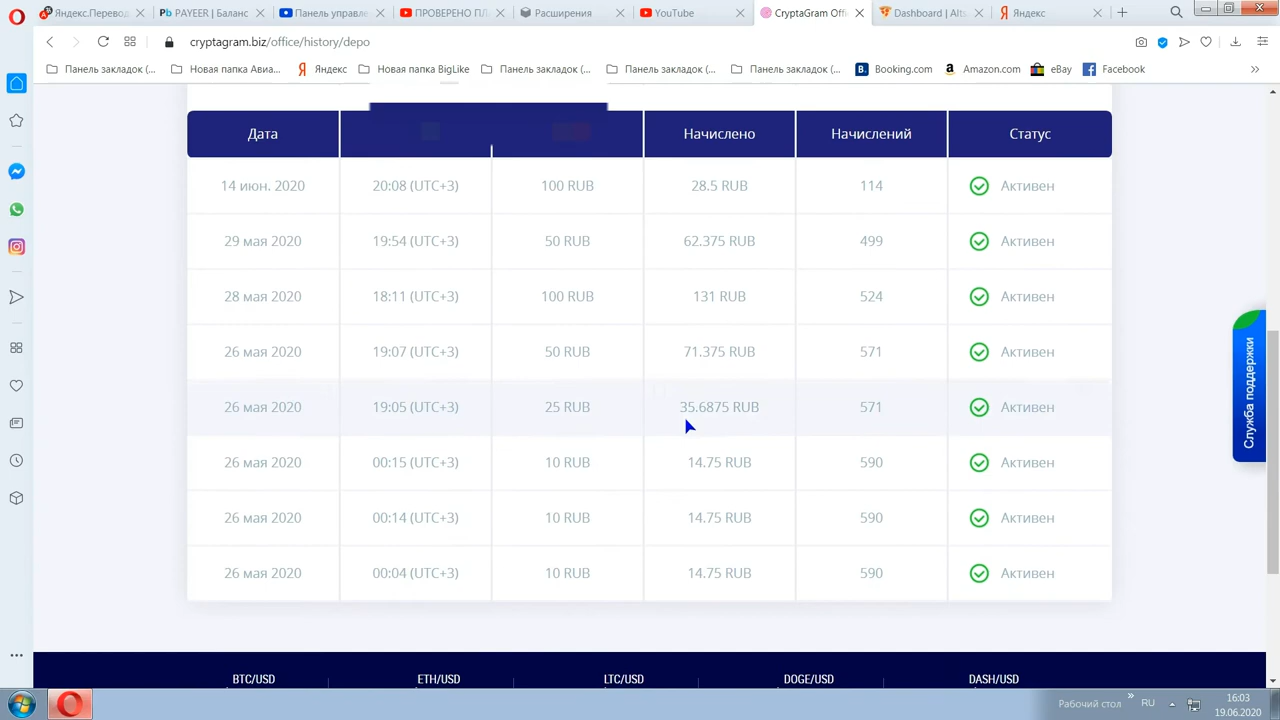 Яндекс.Перевод
PAYEER | Баланс
Панель управле
ПРОВЕРЕНО ПЛ
Расширения
YouTube
CryptaGram Offi
Dashboard | Alts
Яндекс
cryptagram.biz/office/history/depo
Панель закладок (...
Новая папка Авиа...
Яндекс
Новая папка BigLike
Панель закладок (...
Панель закладок (...
Панель закладок (...
Booking.com
Amazon.com
eBay
Facebook
Дата Начислено Начислений Статус
14 июн. 2020 20:08 (UTC+3) 100 RUB 28.5 RUB 114 Активен
29 мая 2020 19:54 (UTC+3) 50 RUB 62.375 RUB 499 Активен
28 мая 2020 18:11 (UTC+3) 100 RUB 131 RUB 524 Активен
26 мая 2020 19:07 (UTC+3) 50 RUB 71.375 RUB 571 Активен
26 мая 2020 19:05 (UTC+3) 25 RUB 35.6875 RUB 571 Активен
26 мая 2020 00:15 (UTC+3) 10 RUB 14.75 RUB 590 Активен
26 мая 2020 00:14 (UTC+3) 10 RUB 14.75 RUB 590 Активен
26 мая 2020 00:04 (UTC+3) 10 RUB 14.75 RUB 590 Активен
Служба поддержки
BTC/USD ETH/USD LTC/USD DOGE/USD DASH/USD
Рабочий стол
RU
16:03
19.06.2020